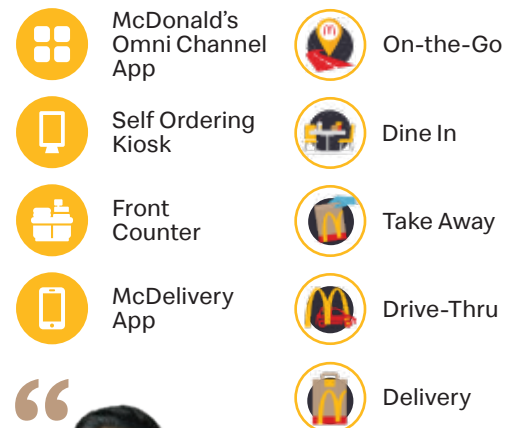 McDonald's
Omni Channel
App
Self Ordering
Kiosk
Front
Counter
McDelivery
App
On-the-Go
Dine In
Take Away
Drive-Thru
Delivery
“